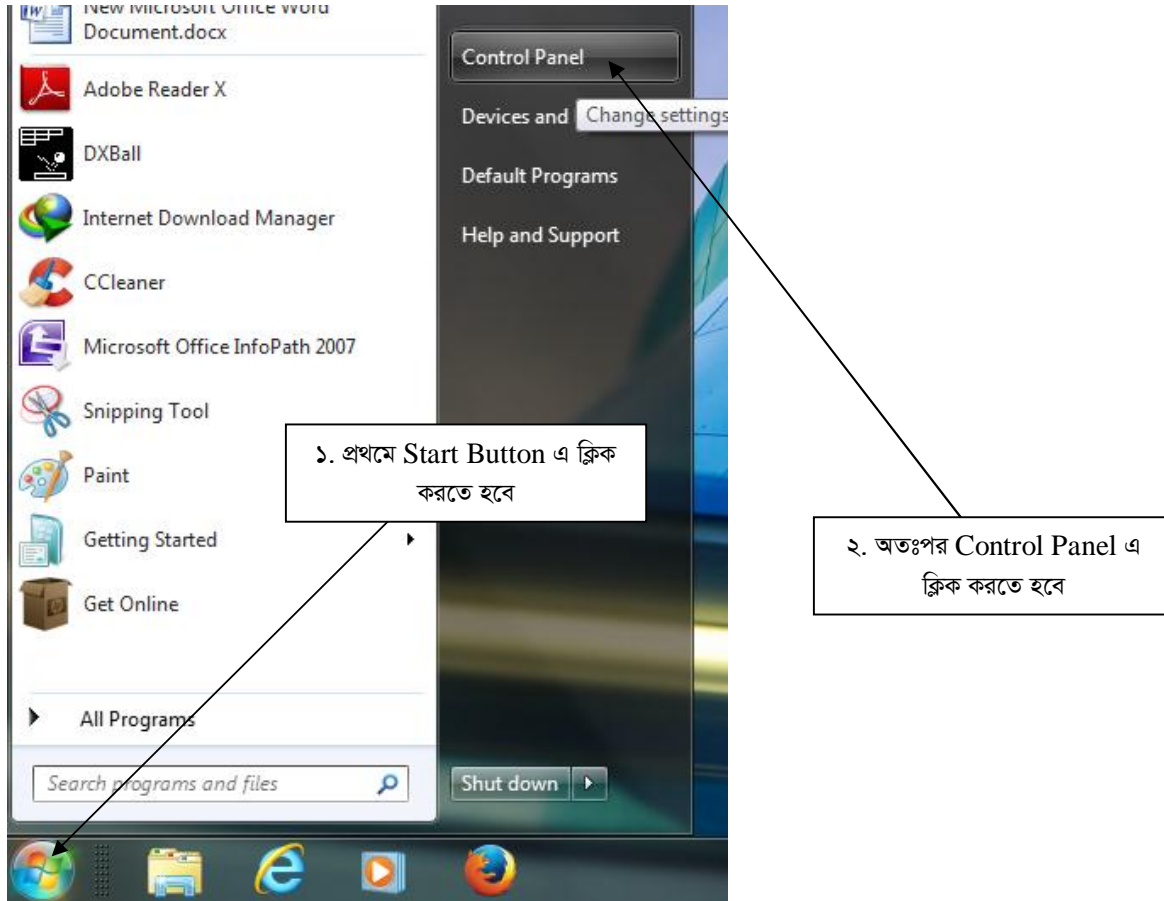 New Microsoft Office Word
Document.docx
Adobe Reader X
DXBall
Internet Download Manager
CCleaner
Microsoft Office InfoPath 2007
Snipping Tool
Paint
Getting Started
Get Online
All Programs
Search programs and files
Control Panel
Devices and
Change settings
Default Programs
Help and Support
Shut down
১. প্রথমে Start Button এ ক্লিক
করতে হবে
২. অতঃপর Control Panel এ
ক্লিক করতে হবে